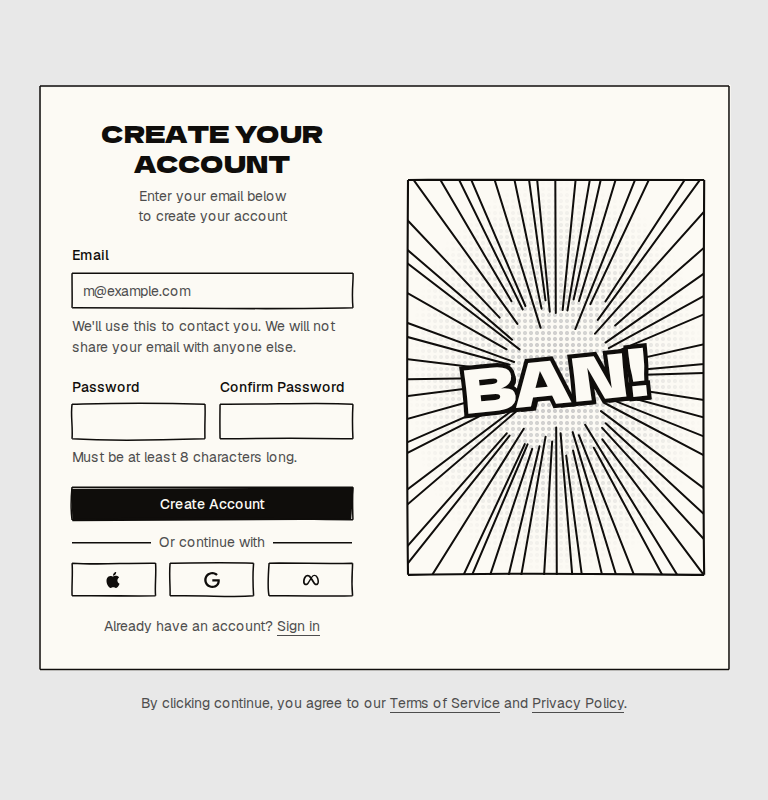 CREATE YOUR
ACCOUNT
Enter your email below
to create your account
Email
m@example.com
We'll use this to contact you. We will not
share your email with anyone else.
Password
Confirm Password
Must be at least 8 characters long.
Create Account
Or continue with
Already have an account? Sign in
BAN!
By clicking continue, you agree to our Terms of Service and Privacy Policy.